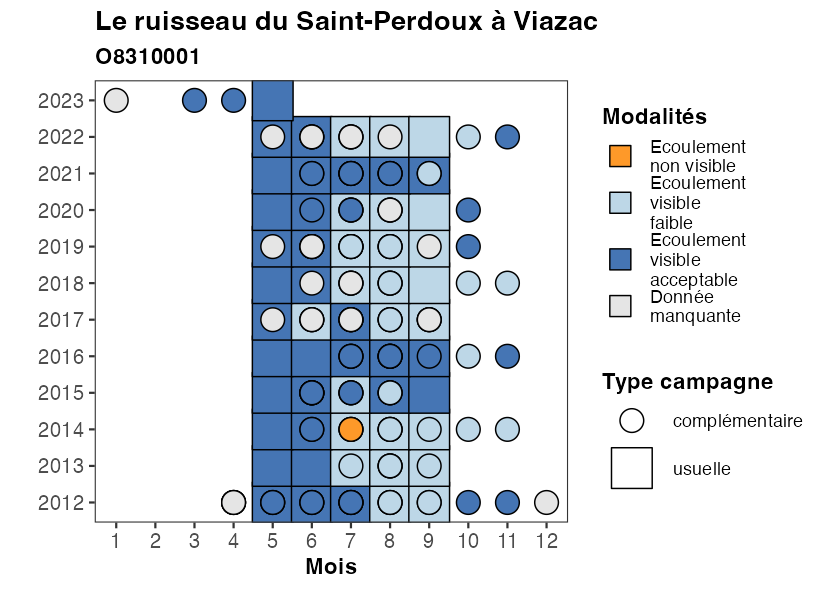 Le ruisseau du Saint-Perdoux à Viazac
O8310001
2023
2022
2021
2020
2019
2018
2017
2016
2015
2014
2013
2012
1 2 3 4 5 6 7 8 9 10 11 12
Mois
Modalités
Ecoulement
non visible
Ecoulement
visible
faible
Ecoulement
visible
acceptable
Donnée
manquante
Type campagne
complémentaire
usuelle